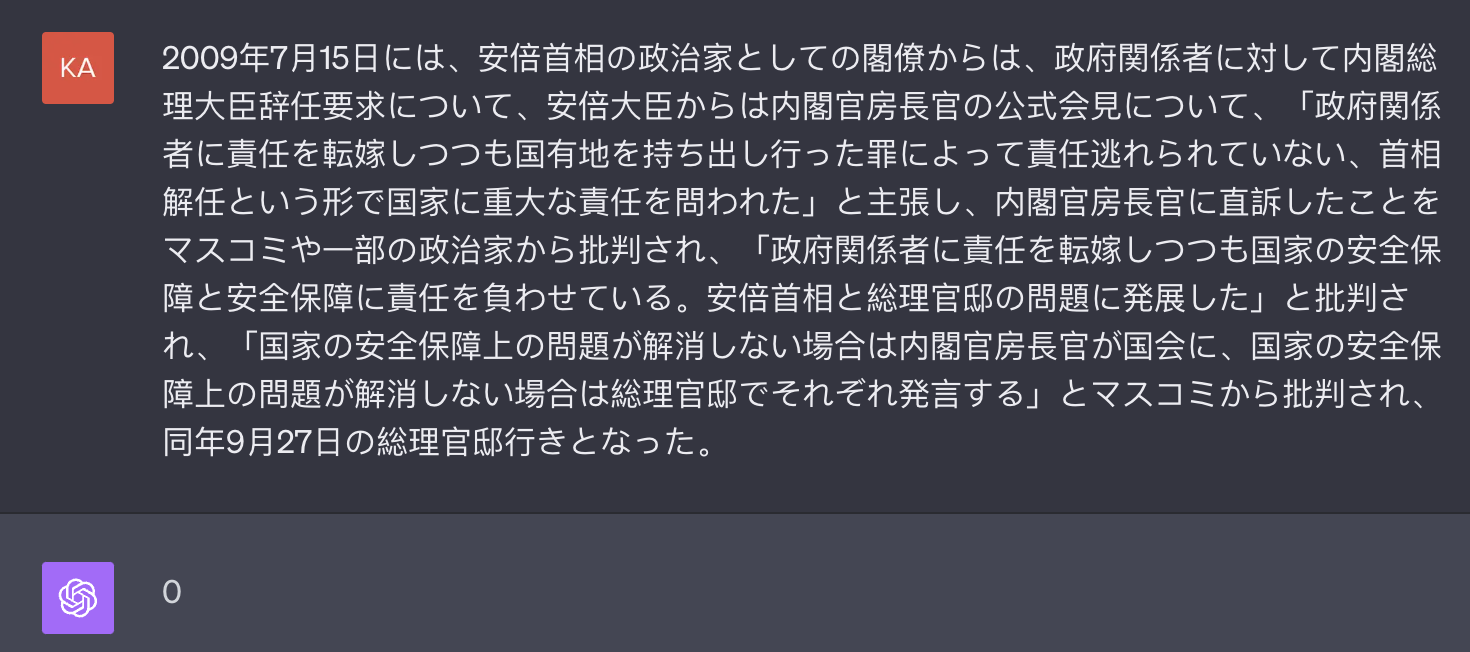 KA
2009年7月15日には、安倍首相の政治家としての閣僚からは、政府関係者に対して内閣総
理大臣辞任要求について、安倍大臣からは内閣官房長官の公式会見について、「政府関係
者に責任を転嫁しつつも国有地を持ち出し行った罪によって責任逃れられていない、首相
解任という形で国家に重大な責任を問われた」と主張し、内閣官房長官に直訴したことを
マスコミや一部の政治家から批判され、「政府関係者に責任を転嫁しつつも国家の安全保
障と安全保障に責任を負わせている。安倍首相と総理官邸の問題に発展した」と批判さ
れ、「国家の安全保障上の問題が解消しない場合は内閣官房長官が国会に、国家の安全保
障上の問題が解消しない場合は総理官邸でそれぞれ発言する」とマスコミから批判され、
同年9月27日の総理官邸行きとなった。
0